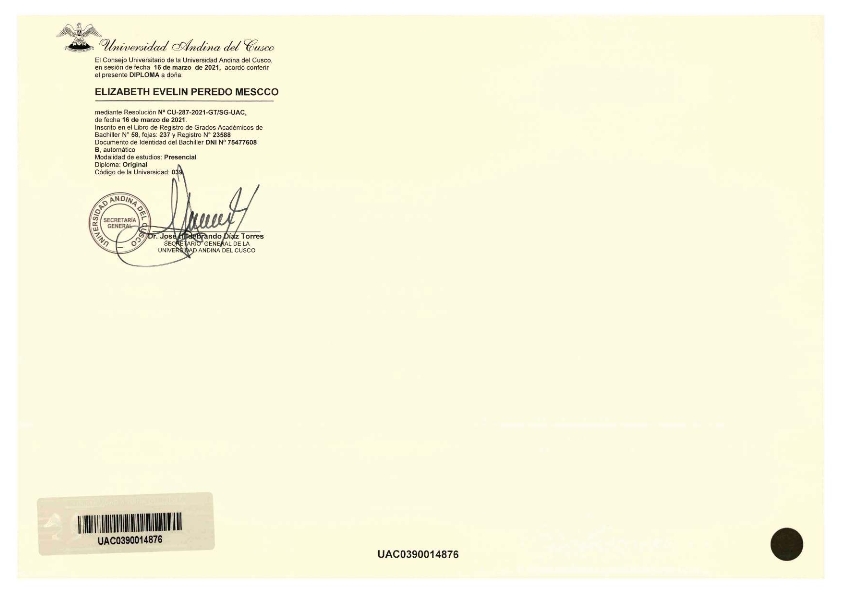 Universidad Andina del Cusco
El Consejo Universitario de la Universidad Andina del Cusco,
en sesión de fecha 16 de marzo de 2021, acordó conferir
el presente DIPLOMA a doña:
ELIZABETH EVELIN PEREDO MESCCO
mediante Resolución Nº CU-287-2021-GT/SG-UAC,
de fecha 16 de marzo de 2021.
Inscrito en el Libro de Registro de Grados Académicos de
Bachiller N° 58, fojas: 237 y Registro N° 23588
Documento de Identidad del Bachiller DNI Nº 75477608
B, automático
Modalidad de estudios: Presencial
Diploma: Original
Código de la Universidad: 039
UNIVERSIDAD ANDINA DEL CUSCO
SECRETARÍA
GENERAL
Dr. José Hildebrando Díaz Torres
SECRETARIO GENERAL DE LA
UNIVERSIDAD ANDINA DEL CUSCO
UAC0390014876
UAC0390014876